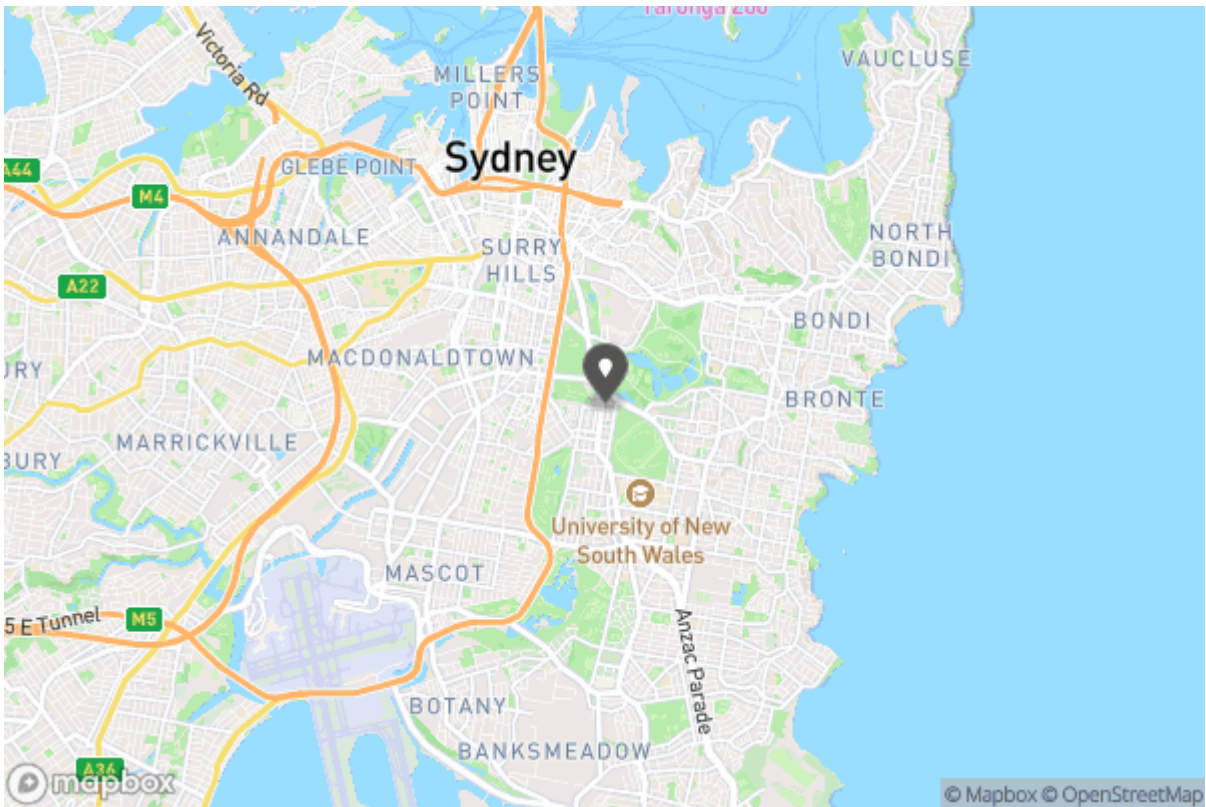 Taronga Zoo
VAUCLUSE
Victoria Rd
MILLERS
POINT
Sydney
GLEBE POINT
A44
M4
ANNANDALE
SURRY
HILLS
NORTH
BONDI
A22
BONDI
MACDONALDTOWN
URY
BRONTE
MARRICKVILLE
BURY
University of New
South Wales
MASCOT
5 E Tunnel
M5
Anzac Parade
BOTANY
BANKSMEADOW
A36
mapbox
© Mapbox © OpenStreetMap